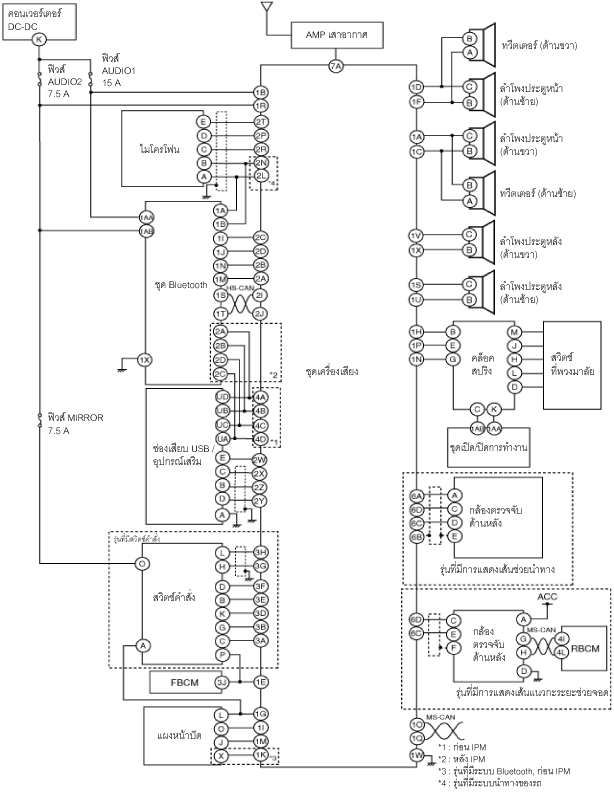 คอนเวอร์เตอร์
DC-DC
K
ฟิวส์
AUDIO2
7.5 A
ฟิวส์
AUDIO1
15 A
AMP เสาอากาศ
7A
1B
1R
ไมโครโฟน
E
D
C
B
A
2T
2P
2R
2N
2L
*4
1AA
1AB
ชุด Bluetooth
1X
1A
1B
1I
1J
1N
1M
1S
1T
HS-CAN
2C
2D
2B
2A
2I
2J
2A
2B
2D
2C
*2
ชุดเครื่องเสียง
ช่องเสียบ USB /
อุปกรณ์เสริม
UD
UB
UC
UA
E
C
B
D
A
4A
4B
4C
4D
*1
2W
2X
2Z
2Y
ฟิวส์ MIRROR
7.5 A
รุ่นที่มีสวิตช์คำสั่ง
O
A
สวิตช์คำสั่ง
L
H
D
B
K
G
C
P
3H
3G
3F
3E
3D
3B
3A
FBCM
3J
1E
แผงหน้าปัด
L
O
J
X
1G
1I
1M
1K
*3
1D
1F
B
A
ทวีตเตอร์ (ด้านขวา)
C
B
ลำโพงประตูหน้า
(ด้านซ้าย)
1A
1C
C
B
ลำโพงประตูหน้า
(ด้านขวา)
B
A
ทวีตเตอร์ (ด้านซ้าย)
1V
1X
C
B
ลำโพงประตูหลัง
(ด้านขวา)
1S
1U
C
B
ลำโพงประตูหลัง
(ด้านซ้าย)
1H
1P
1N
B
E
G
คล็อค
สปริง
M
J
H
L
D
สวิตช์
ที่พวงมาลัย
C
K
1AB
1AA
ชุดเปิด/ปิดการทำงาน
6A
6D
6C
6B
A
C
D
E
กล้องตรวจจับ
ด้านหลัง
รุ่นที่มีการแสดงเส้นช่วยนำทาง
ACC
6D
6C
C
E
F
กล้อง
ตรวจจับ
ด้านหลัง
A
G
H
D
MS-CAN
4I
4L
RBCM
รุ่นที่มีการแสดงเส้นแนวกะระยะช่วยจอด
1O
1Q
MS-CAN
1W
*1 : ก่อน IPM
*2 : หลัง IPM
*3 : รุ่นที่มีระบบ Bluetooth, ก่อน IPM
*4 : รุ่นที่มีระบบนำทางของรถ